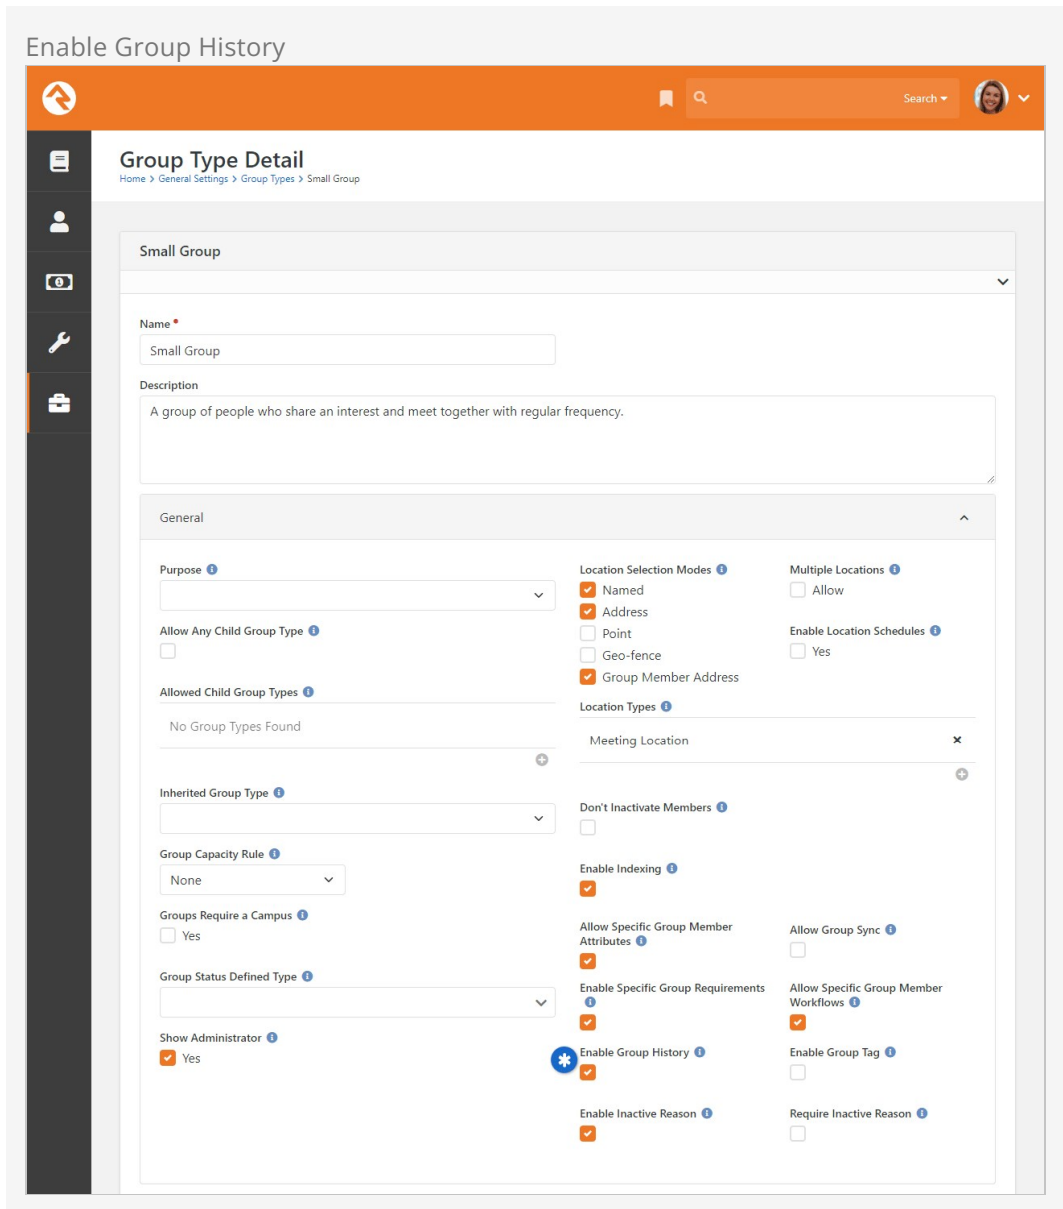 Enable Group History
Search
Group Type Detail
Home > General Settings > Group Types > Small Group
Small Group
Name
Small Group
Description
A group of people who share an interest and meet together with regular frequency.
General
Purpose
Allow Any Child Group Type
Allowed Child Group Types
No Group Types Found
Inherited Group Type
Group Capacity Rule
None
Groups Require a Campus
Yes
Group Status Defined Type
Show Administrator
Yes
Location Selection Modes
Named
Address
Point
Geo-fence
Group Member Address
Multiple Locations
Allow
Enable Location Schedules
Yes
Location Types
Meeting Location
Don't Inactivate Members
Enable Indexing
Allow Specific Group Member
Attributes
Allow Group Sync
Enable Specific Group Requirements
Allow Specific Group Member
Workflows
Enable Group History
Enable Group Tag
Enable Inactive Reason
Require Inactive Reason